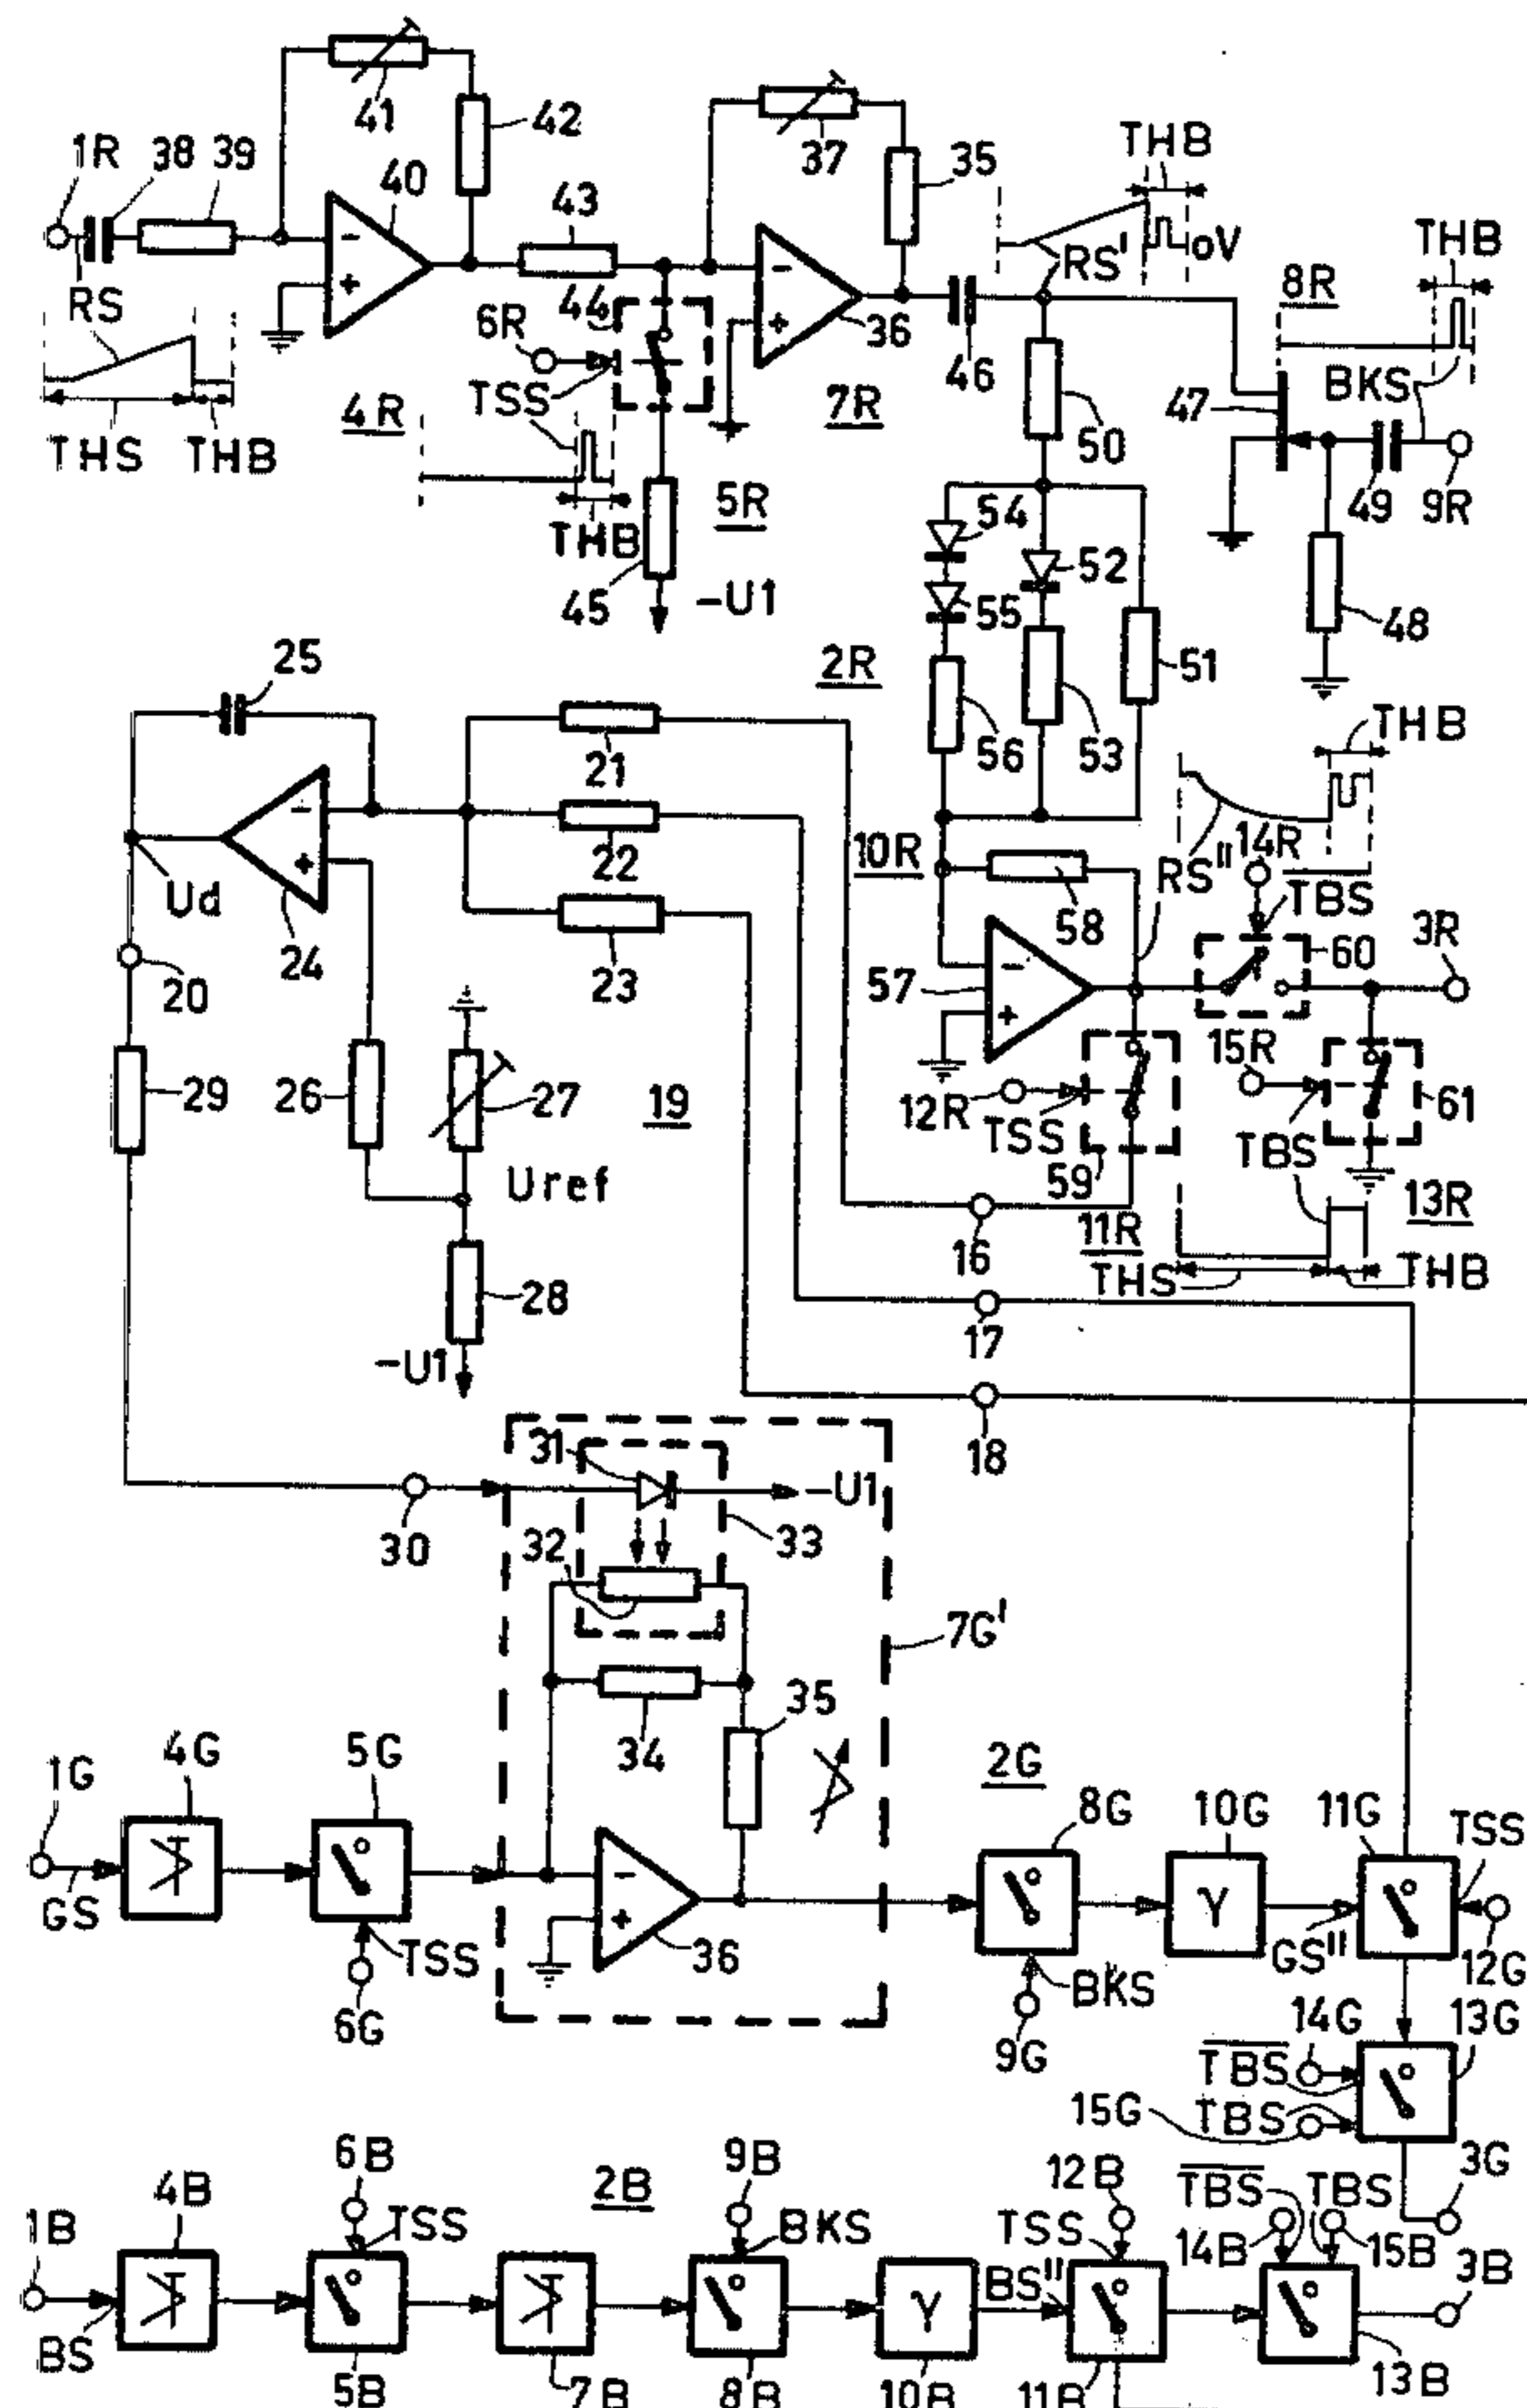 41
42
1R 38 39
40
43
37
35
THB
RS
RS'
oV
THB
8R
44
6R
36
46
TSS
4R
7R
BKS
47
THS THB
50
49 9R
5R
54
THB
52
45
-U1
55
48
25
2R
51
21
56
53
THB
22
10R
RS"
14R
Ud
58
TBS
3R
24
23
57
60
20
15R
29
26
27
19
12R
TSS
61
TBS
59
Uref
13R
11R
16
THS THB
28
17
-U1
31
18
-U1
30
32
33
7G'
35
4G
5G
34
2G
1G
8G
10G
11G
TSS
GS
TSS
36
GS"
12G
6G
BKS
14G
13G
9G
TBS
15G
TBS
6B
9B
12B
3G
4B
2B
TBS TBS
1B
TSS
BKS
TSS
14B
15B
3B
BS"
BS
5B
7B
8B
10B
11B
13B
γ
γ